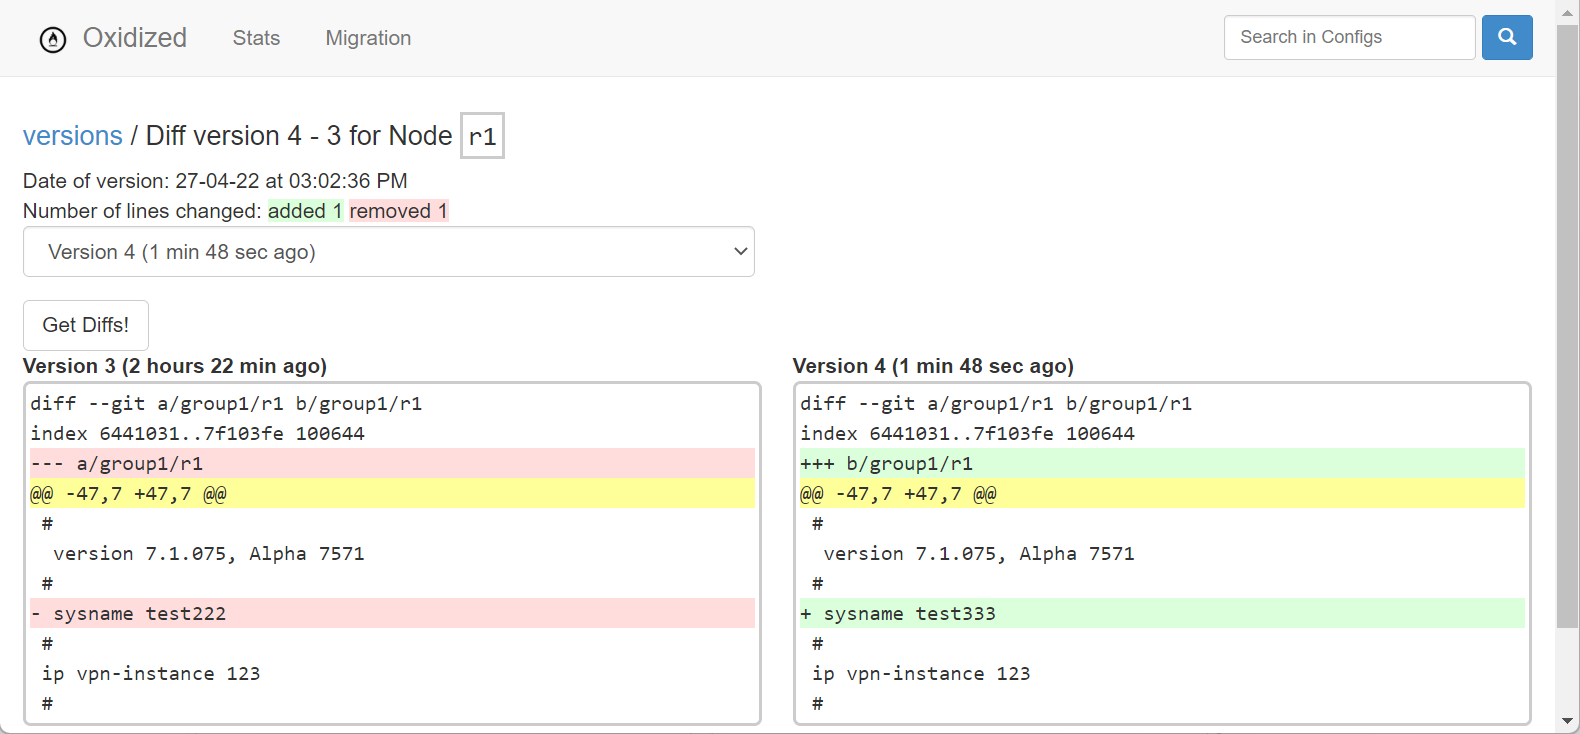 Oxidized Stats Migration Search in Configs
versions / Diff version 4 - 3 for Node r1
Date of version: 27-04-22 at 03:02:36 PM
Number of lines changed: added 1 removed 1
Version 4 (1 min 48 sec ago)
Get Diffs!
Version 3 (2 hours 22 min ago)
diff --git a/group1/r1 b/group1/r1
index 6441031..7f103fe 100644
--- a/group1/r1
@@ -47,7 +47,7 @@
#
version 7.1.075, Alpha 7571
#
- sysname test222
#
ip vpn-instance 123
#
Version 4 (1 min 48 sec ago)
diff --git a/group1/r1 b/group1/r1
index 6441031..7f103fe 100644
+++ b/group1/r1
@@ -47,7 +47,7 @@
#
version 7.1.075, Alpha 7571
#
+ sysname test333
#
ip vpn-instance 123
#